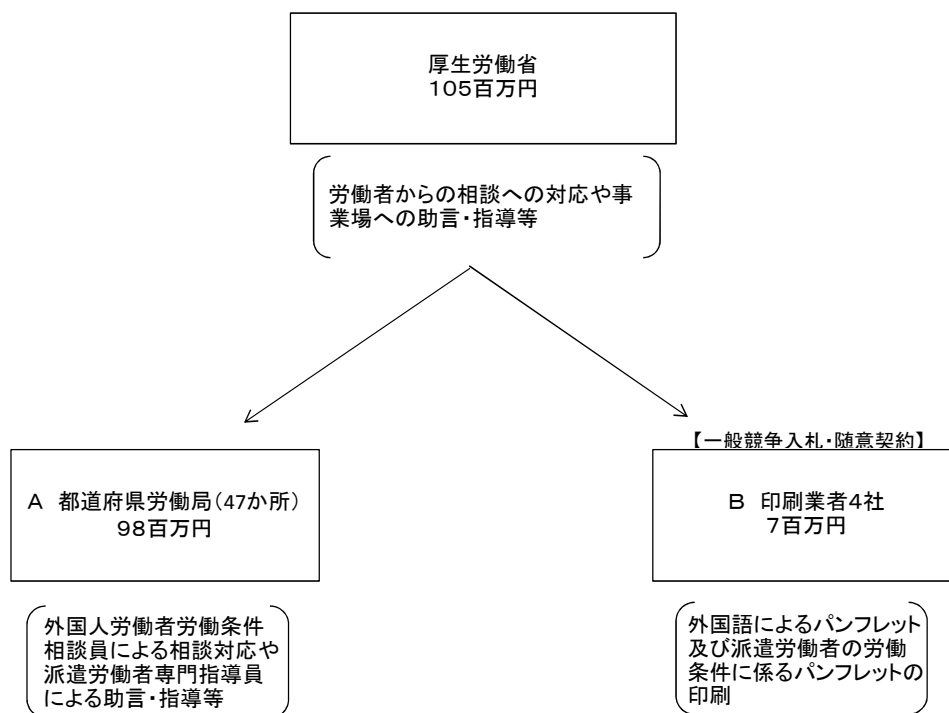 厚生労働省
105百万円
労働者からの相談への対応や事
業場への助言・指導等
【一般競争入札・随意契約】
A 都道府県労働局(47か所)
98百万円
B 印刷業者4社
7百万円
外国人労働者労働条件
相談員による相談対応や
派遣労働者専門指導員
による助言・指導等
外国語によるパンフレット
及び派遣労働者の労働
条件に係るパンフレットの
印刷